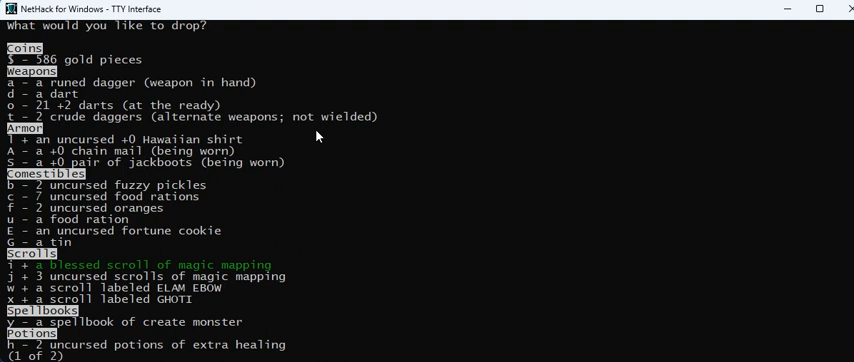 NetHack for Windows - TTY Interface
What would you like to drop?
Coins
$ - 586 gold pieces
Weapons
a - a runed dagger (weapon in hand)
d - a dart
o - 21 +2 darts (at the ready)
t - 2 crude daggers (alternate weapons; not wielded)
Armor
l + an uncursed +0 Hawaiian shirt
A - a +0 chain mail (being worn)
S - a +0 pair of jackboots (being worn)
Comestibles
b - 2 uncursed fuzzy pickles
c - 7 uncursed food rations
f - 2 uncursed oranges
u - a food ration
E - an uncursed fortune cookie
G - a tin
Scrolls
i + a blessed scroll of magic mapping
j + 3 uncursed scrolls of magic mapping
w + a scroll labeled ELAM EBOW
x + a scroll labeled GHOTI
Spellbooks
y - a spellbook of create monster
Potions
h - 2 uncursed potions of extra healing
(1 of 2)